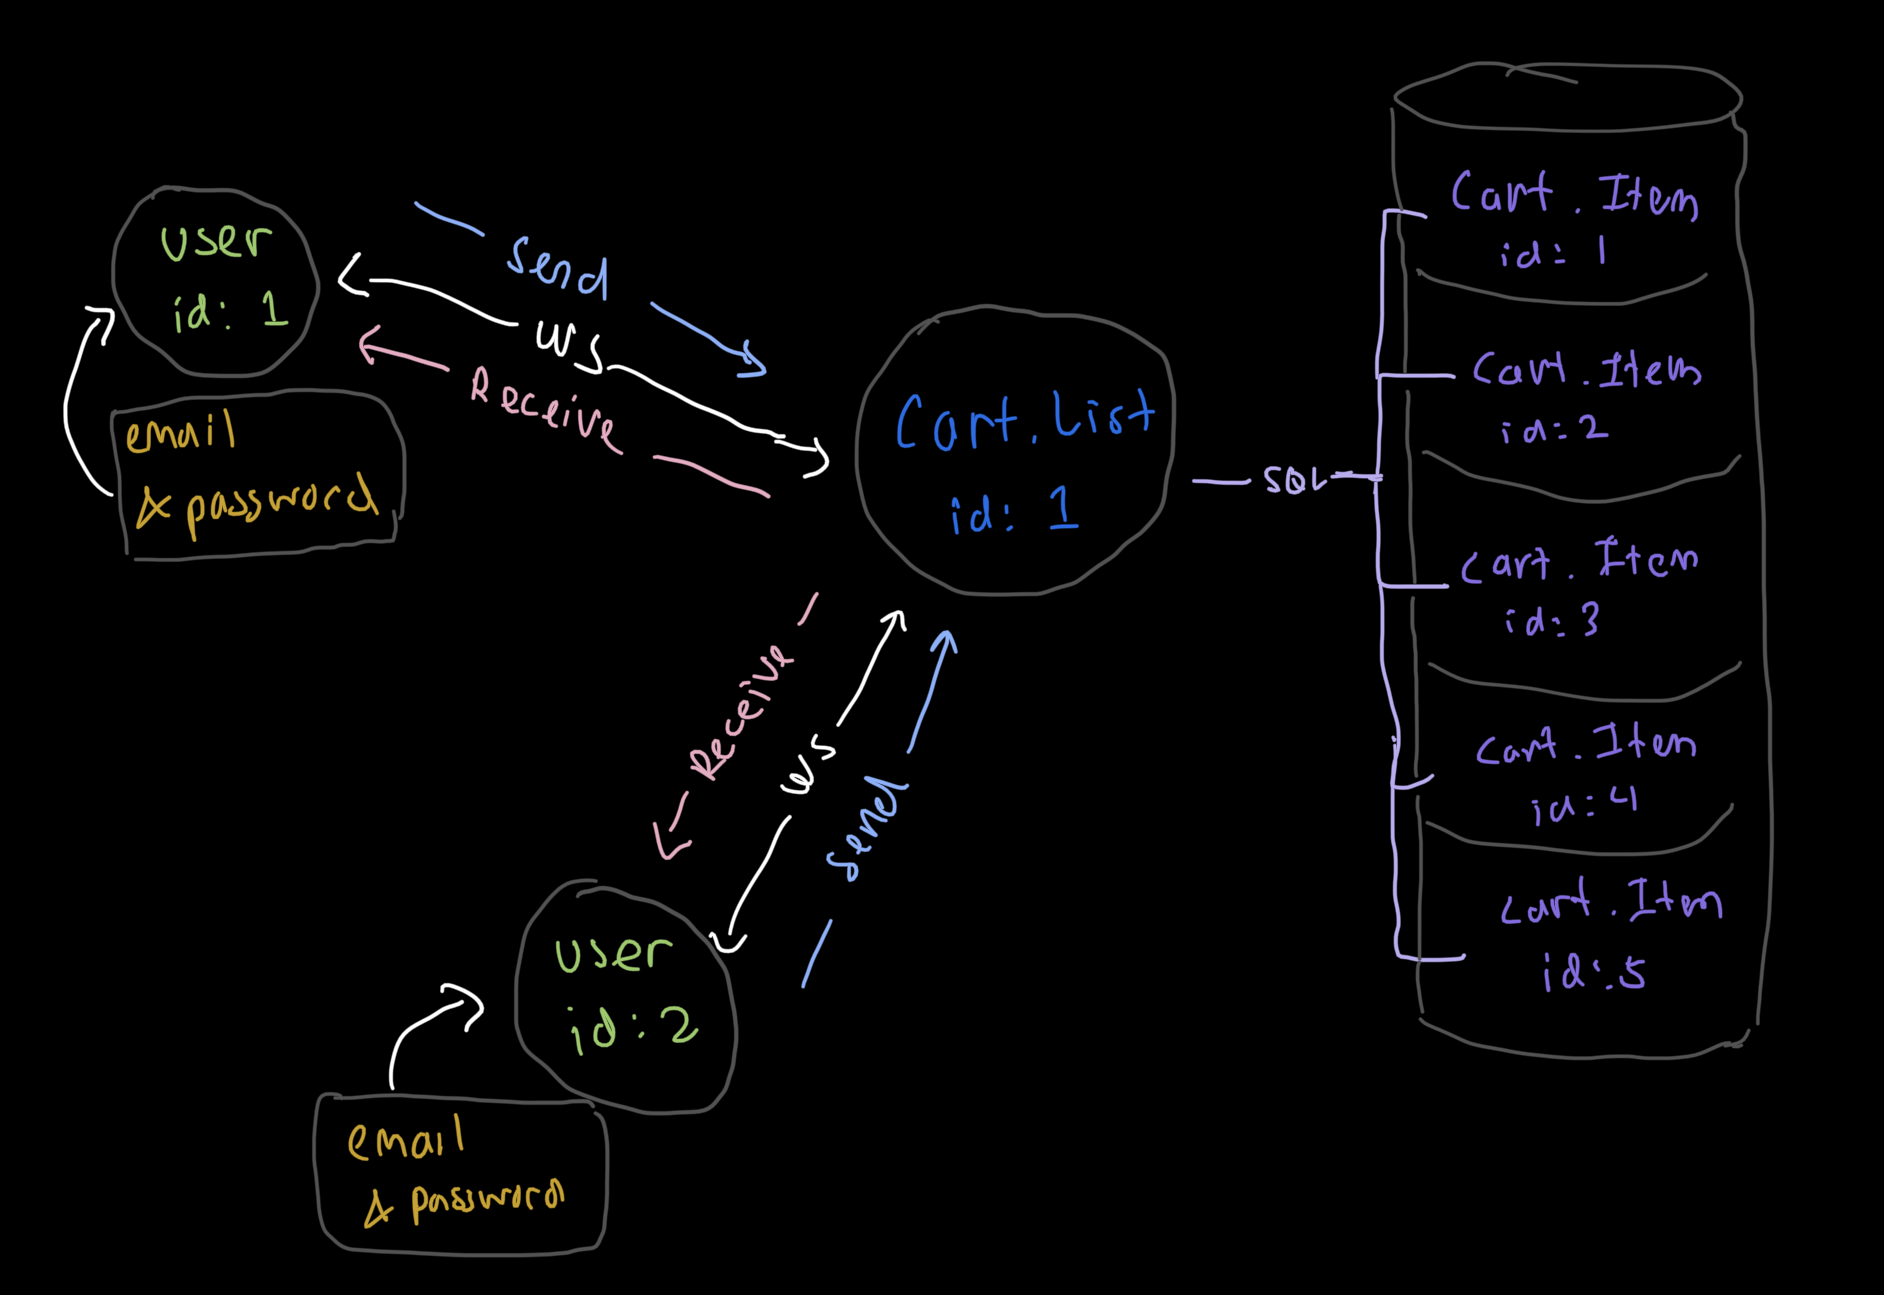 user
id: 1
email
& password
Send
WS
Receive
Cart.List
id: 1
SQL
Cart.Item
id: 1
Cart.Item
id: 2
Cart.Item
id: 3
Cart.Item
id: 4
Cart.Item
id: 5
Receive
WS
Send
user
id: 2
email
& password